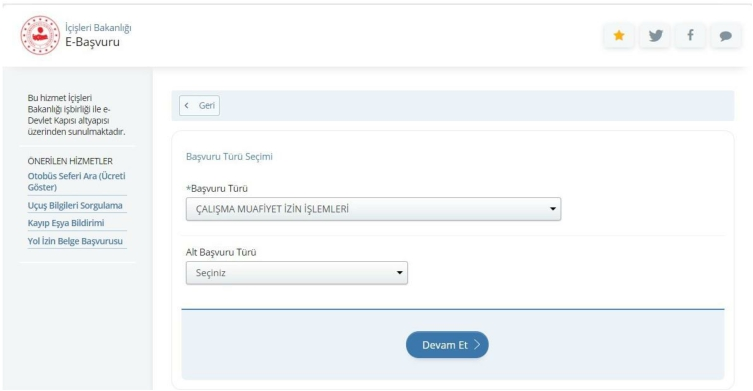 İçişleri Bakanlığı
E-Başvuru
Bu hizmet İçişleri
Bakanlığı işbirliği ile e-
Devlet Kapısı altyapısı
üzerinden sunulmaktadır.
ÖNERİLEN HİZMETLER
Otobüs Seferi Ara (Ücreti
Göster)
Uçuş Bilgileri Sorgulama
Kayıp Eşya Bildirimi
Yol İzin Belge Başvurusu
Geri
Başvuru Türü Seçimi
*Başvuru Türü
ÇALIŞMA MUAFİYET İZİN İŞLEMLERİ
Alt Başvuru Türü
Seçiniz
Devam Et